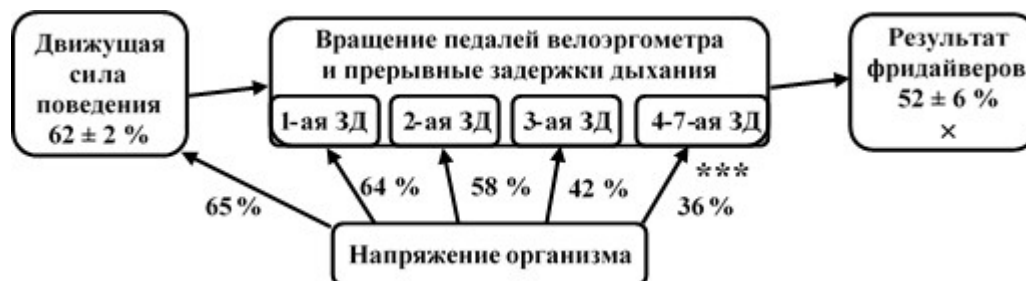 Движущая
сила
поведения
62 ± 2 %
Вращение педалей велоэргометра
и прерывные задержки дыхания
1-ая ЗД
2-ая ЗД
3-ая ЗД
4-7-ая ЗД
Результат
фридайверов
52 ± 6 %
×
65 %
64 %
58 %
42 %
***
36 %
Напряжение организма